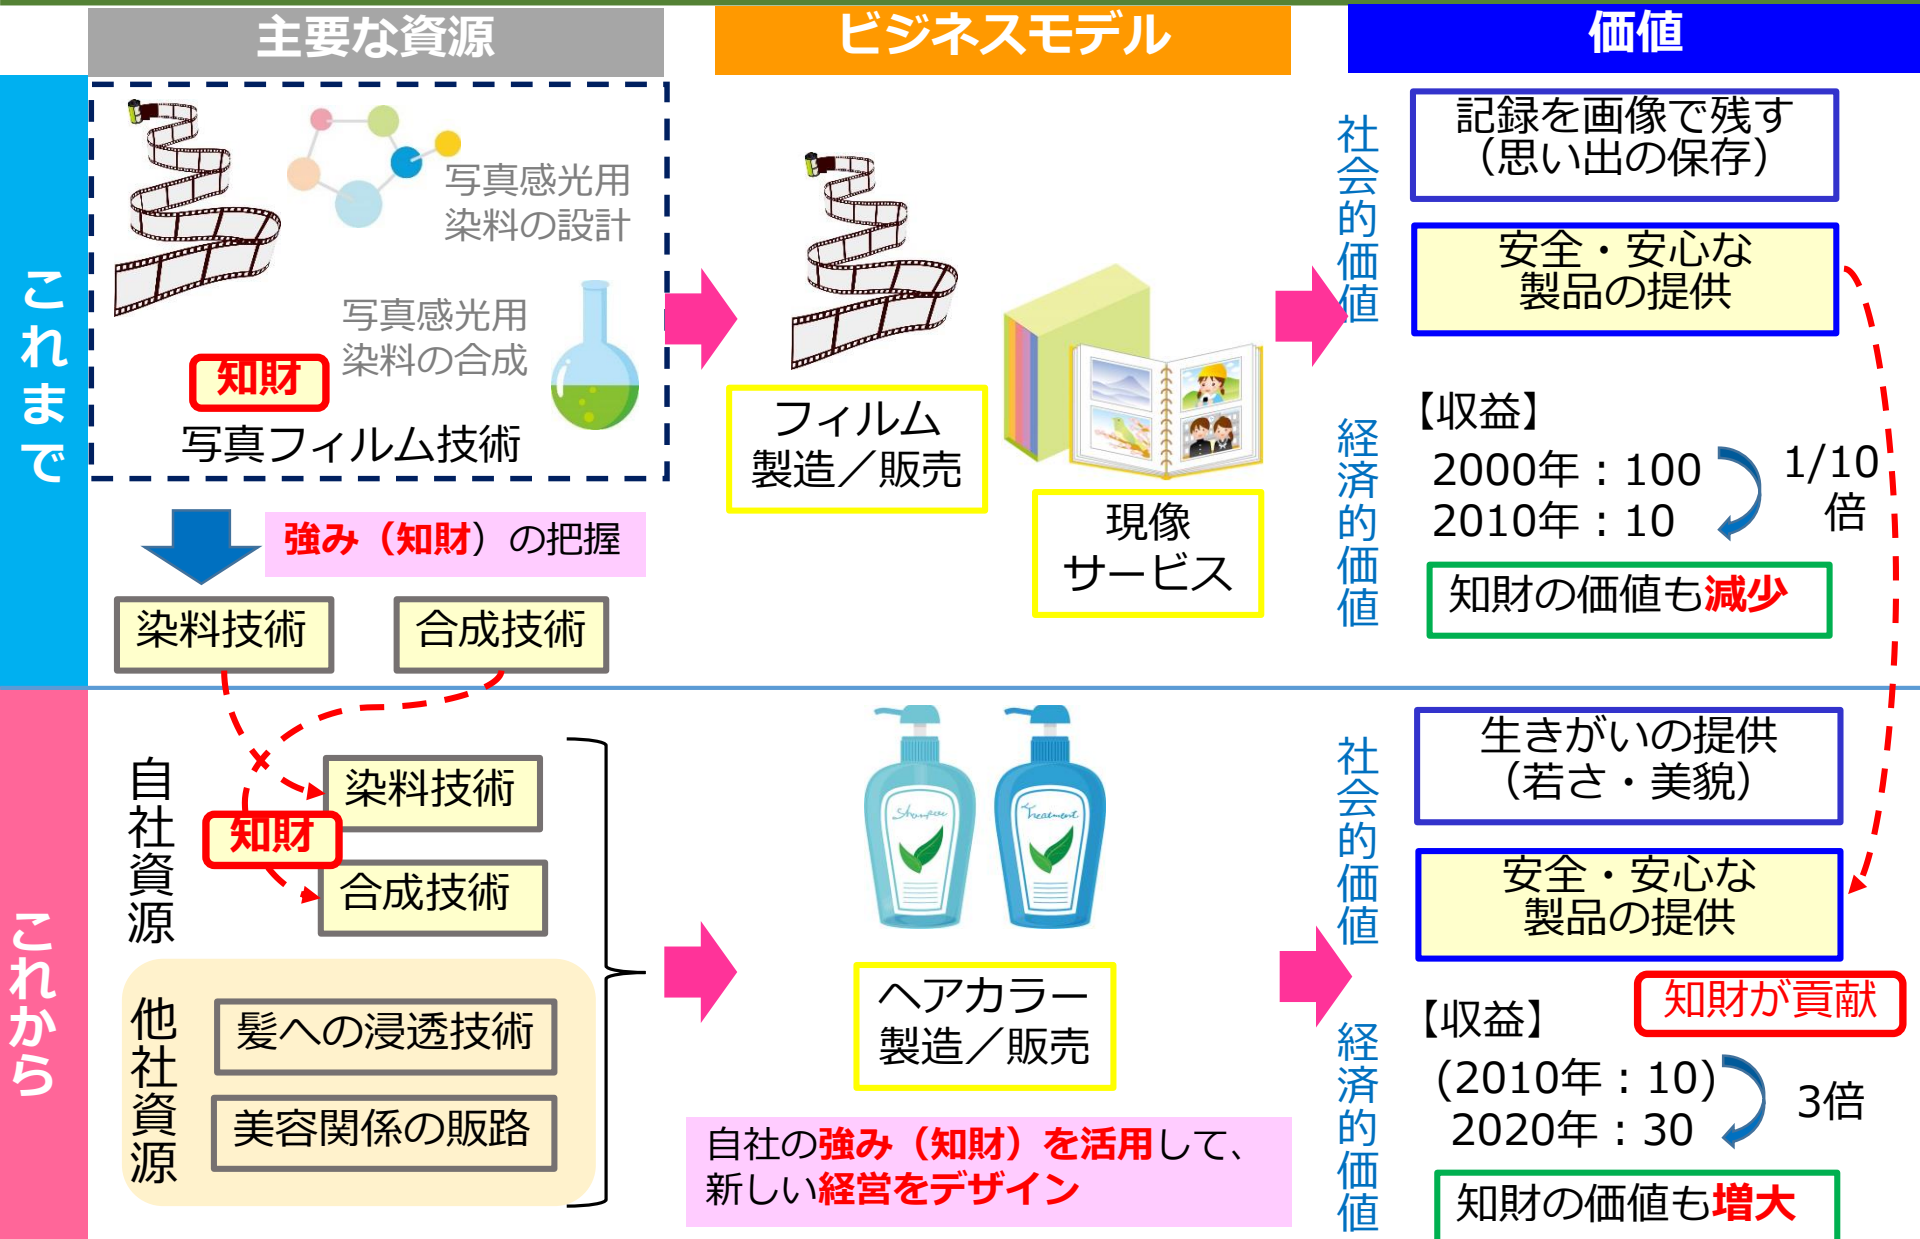 主要な資源
ビジネスモデル
価値
これまで
写真感光用
染料の設計
写真感光用
染料の合成
知財
写真フィルム技術
強み（知財）の把握
染料技術
合成技術
フィルム
製造／販売
現像
サービス
社会的価値
記録を画像で残す
（思い出の保存）
安全・安心な
製品の提供
経済的価値
【収益】
2000年：100
2010年：10
1/10
倍
知財の価値も減少
これから
自社資源
染料技術
知財
合成技術
他社資源
髪への浸透技術
美容関係の販路
Shampoo
Treatment
ヘアカラー
製造／販売
自社の強み（知財）を活用して、
新しい経営をデザイン
社会的価値
生きがいの提供
（若さ・美貌）
安全・安心な
製品の提供
知財が貢献
経済的価値
【収益】
(2010年：10)
2020年：30
3倍
知財の価値も増大